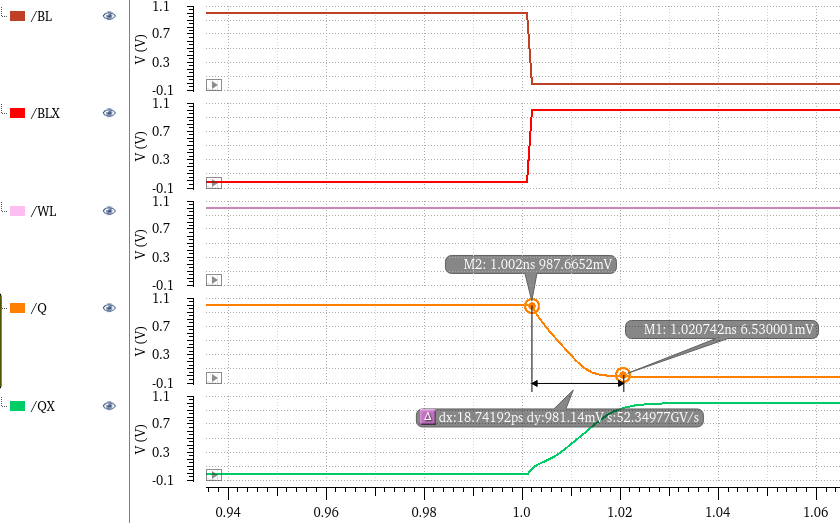 /BL
1.1
0.7
0.3
-0.1
V (V)
/BLX
1.1
0.7
0.3
-0.1
V (V)
/WL
1.1
0.7
0.3
-0.1
V (V)
M2: 1.002ns 987.6652mV
/Q
1.1
0.7
0.3
-0.1
V (V)
M1: 1.020742ns 6.530001mV
/QX
1.1
0.7
0.3
-0.1
V (V)
Δ dx:18.74192ps dy:981.14mV s:52.34977GV/s
0.94 0.96 0.98 1.0 1.02 1.04 1.06